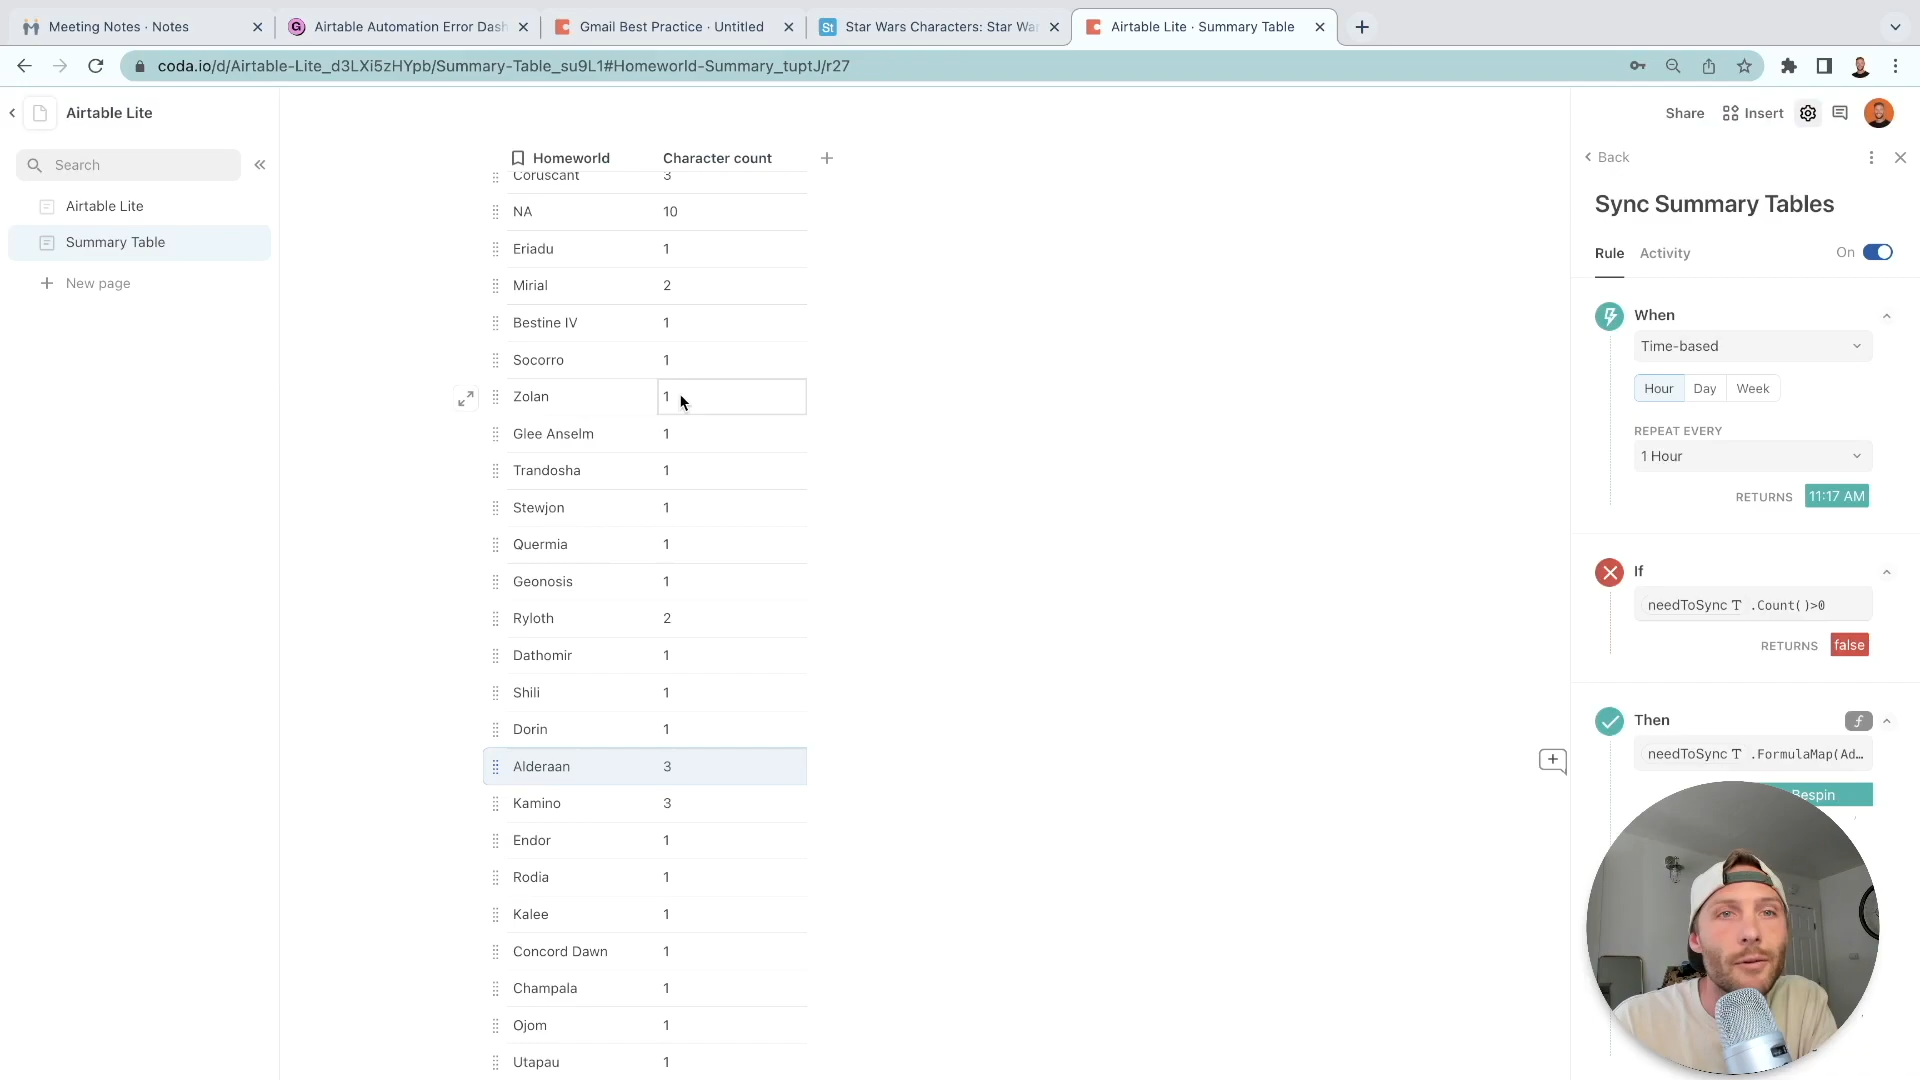 Meeting Notes · Notes
Airtable Automation Error Dash
Gmail Best Practice · Untitled
St
Star Wars Characters: Star Wa
Airtable Lite · Summary Table
coda.io/d/Airtable-Lite_d3LXi5zHYpb/Summary-Table_su9L1#Homeworld-Summary_tuptJ/r27
Airtable Lite
Share
Insert
Search
Airtable Lite
Summary Table
New page
Homeworld Character count
Coruscant 3
NA 10
Eriadu 1
Mirial 2
Bestine IV 1
Socorro 1
Zolan 1
Glee Anselm 1
Trandosha 1
Stewjon 1
Quermia 1
Geonosis 1
Ryloth 2
Dathomir 1
Shili 1
Dorin 1
Alderaan 3
Kamino 3
Endor 1
Rodia 1
Kalee 1
Concord Dawn 1
Champala 1
Ojom 1
Utapau 1
Back
Sync Summary Tables
Rule Activity On
When
Time-based
Hour Day Week
REPEAT EVERY
1 Hour
RETURNS 11:17 AM
If
needToSync .Count()>0
RETURNS false
Then
needToSync .FormulaMap(Ad…
Bespin